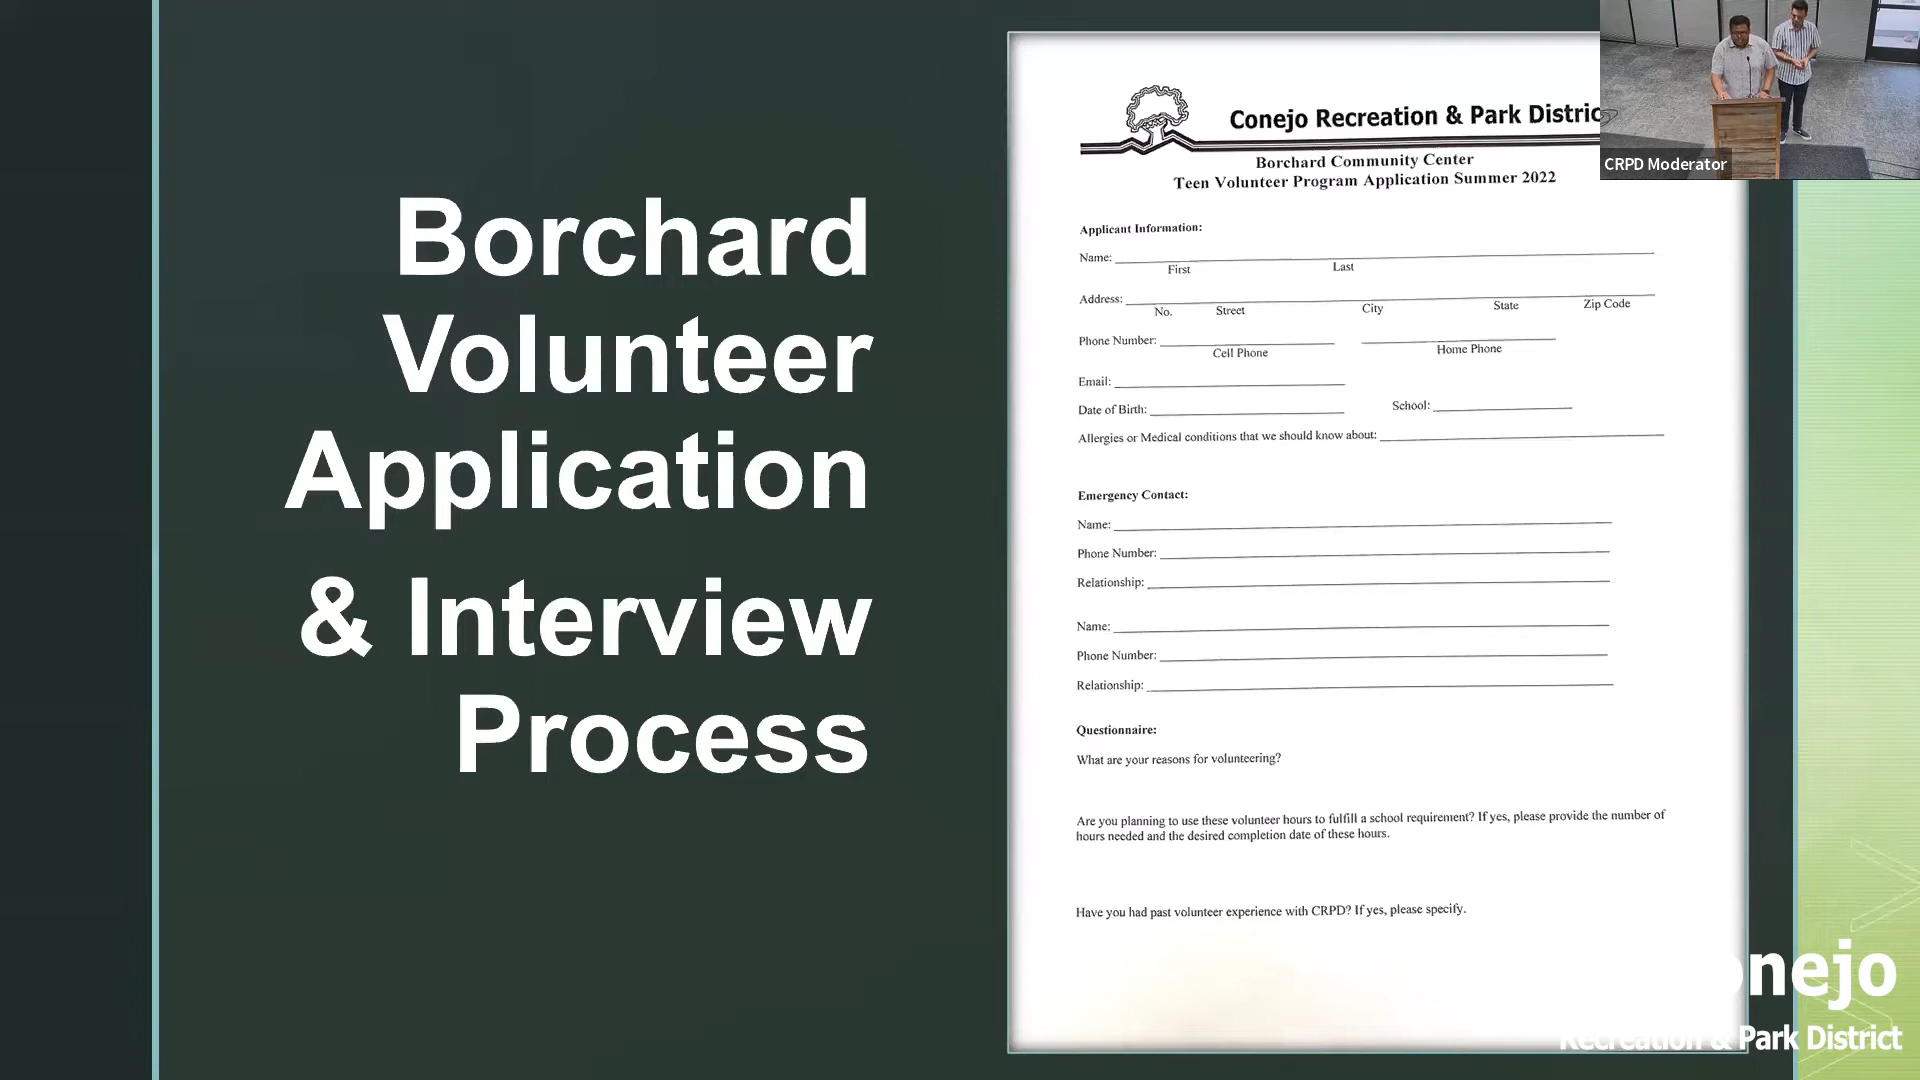 Borchard
Volunteer
Application
& Interview
Process
Conejo Recreation & Park Distric
Borchard Community Center
Teen Volunteer Program Application Summer 2022
Applicant Information:
Name:
First Last
Address:
No. Street City State Zip Code
Phone Number:
Cell Phone Home Phone
Email:
Date of Birth: School:
Allergies or Medical conditions that we should know about:
Emergency Contact:
Name:
Phone Number:
Relationship:
Name:
Phone Number:
Relationship:
Questionnaire:
What are your reasons for volunteering?
Are you planning to use these volunteer hours to fulfill a school requirement? If yes, please provide the number of
hours needed and the desired completion date of these hours.
Have you had past volunteer experience with CRPD? If yes, please specify.
CRPD Moderator
onejo
Recreation & Park District